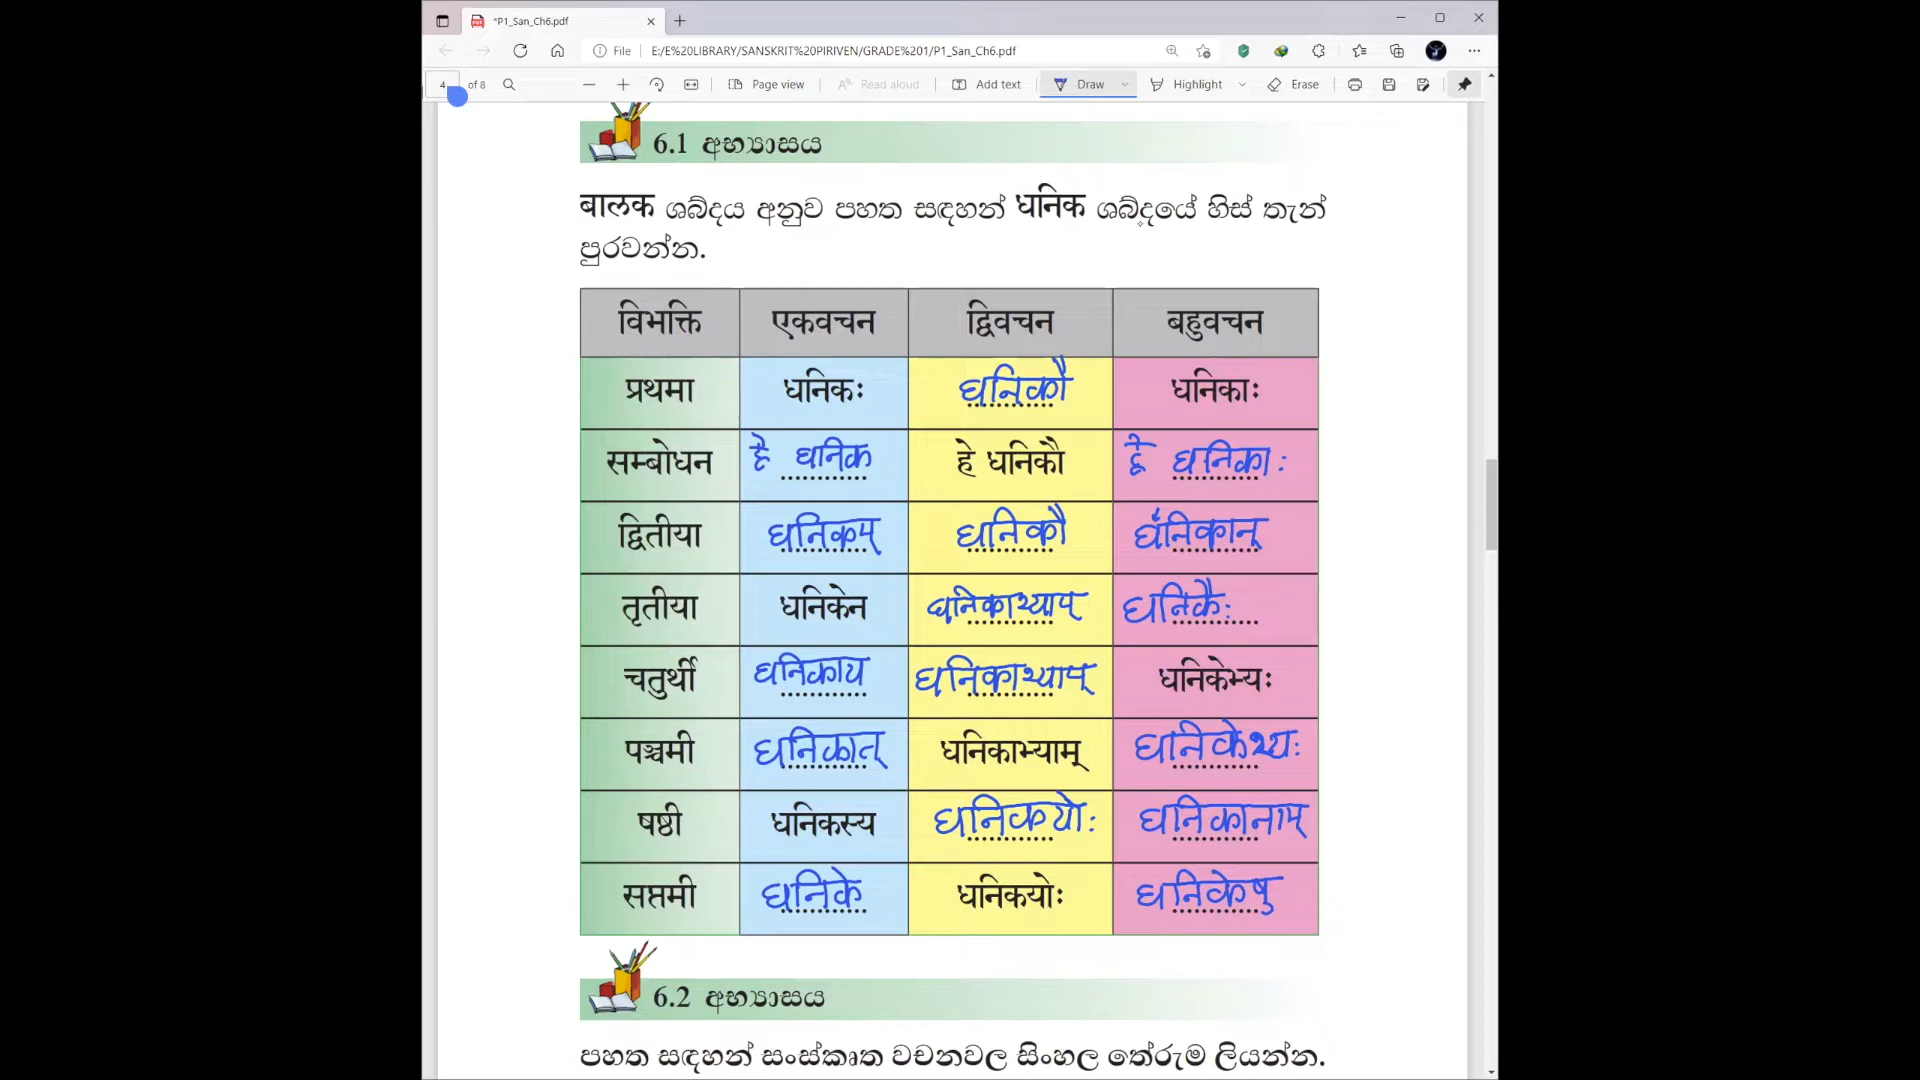 *P1_San_Ch6.pdf
File E:/E%20LIBRARY/SANSKRIT%20PIRIVEN/GRADE%201/P1_San_Ch6.pdf
4 of 8 Page view Read aloud Add text Draw Highlight Erase
6.1 අභ්‍යාසය
बालक ශබ්දය අනුව පහත සඳහන් धनिक ශබ්දයේ හිස් තැන්
පුරවන්න.
विभक्ति एकवचन द्विवचन बहुवचन
प्रथमा धनिकः धनिकौ धनिकाः
सम्बोधन हे धनिक हे धनिकौ हे धनिकाः
द्वितीया धनिकम् धनिकौ धनिकान्
तृतीया धनिकेन धनिकाभ्याम् धनिकैः
चतुर्थी धनिकाय धनिकाभ्याम् धनिकेभ्यः
पञ्चमी धनिकात् धनिकाभ्याम् धनिकेभ्यः
षष्ठी धनिकस्य धनिकयोः धनिकानाम्
सप्तमी धनिके धनिकयोः धनिकेषु
6.2 අභ්‍යාසය
පහත සඳහන් සංස්කෘත වචනවල සිංහල තේරුම ලියන්න.